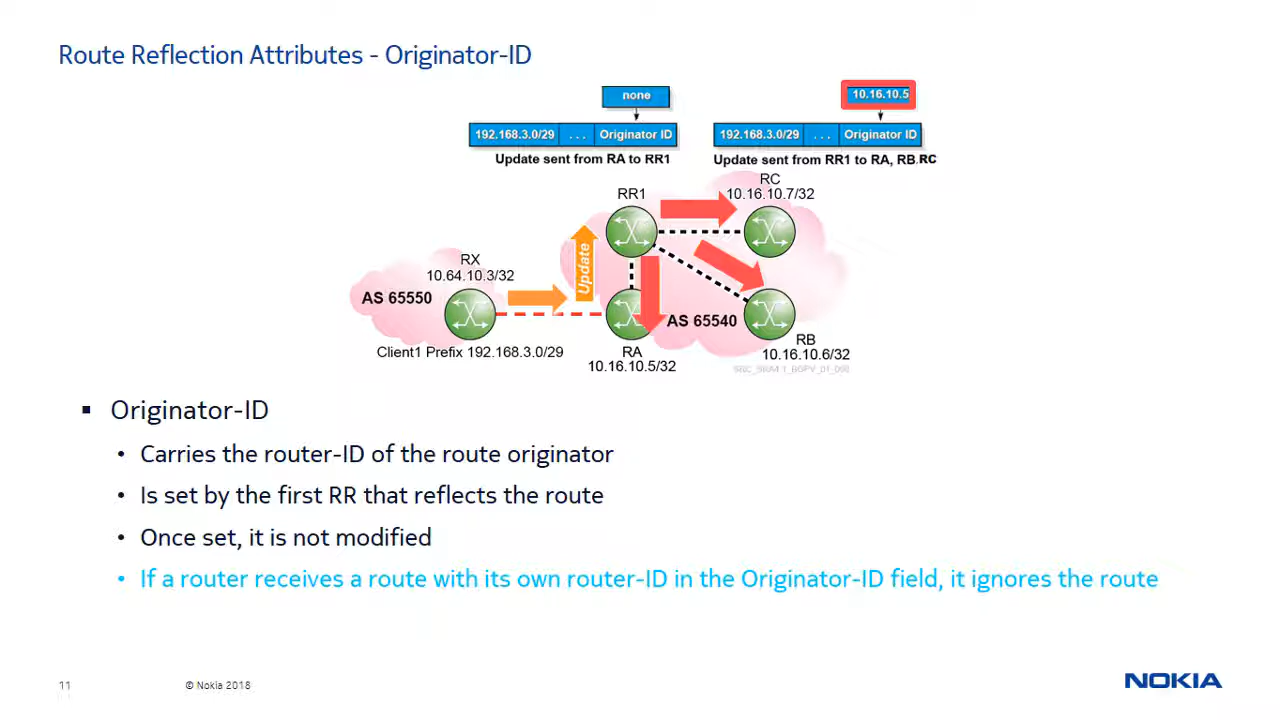 Route Reflection Attributes - Originator-ID
none
10.16.10.5
192.168.3.0/29 ... Originator ID
192.168.3.0/29 ... Originator ID
Update sent from RA to RR1
Update sent from RR1 to RA, RB.RC
RC
10.16.10.7/32
RR1
Update
RX
10.64.10.3/32
AS 65550
AS 65540
Client1 Prefix 192.168.3.0/29
RA
10.16.10.5/32
RB
10.16.10.6/32
▪ Originator-ID
• Carries the router-ID of the route originator
• Is set by the first RR that reflects the route
• Once set, it is not modified
• If a router receives a route with its own router-ID in the Originator-ID field, it ignores the route
11
© Nokia 2018
NOKIA